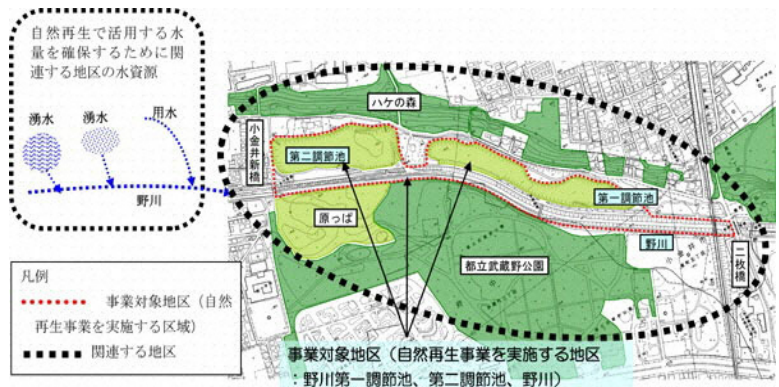 自然再生で活用する水
量を確保するために関
連する地区の水資源
湧水
湧水
用水
野川
小金井新橋
ハケの森
第二調節池
第一調節池
原っぱ
野川
都立武蔵野公園
二枚橋
凡例
事業対象地区（自然
再生事業を実施する区域）
関連する地区
事業対象地区（自然再生事業を実施する地区
：野川第一調節池、第二調節池、野川）